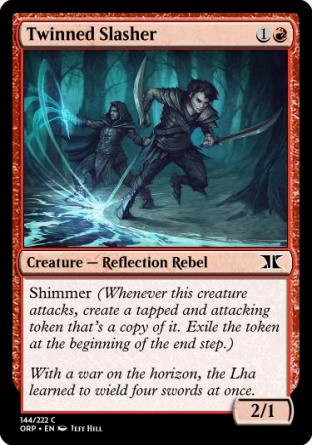 Twinned Slasher 1
Creature — Reflection Rebel
Shimmer (Whenever this creature
attacks, create a tapped and attacking
token that's a copy of it. Exile the token
at the beginning of the end step.)
With a war on the horizon, the Lha
learned to wield four swords at once.
2/1
144/222 C
ORP • EN Jeff Hill